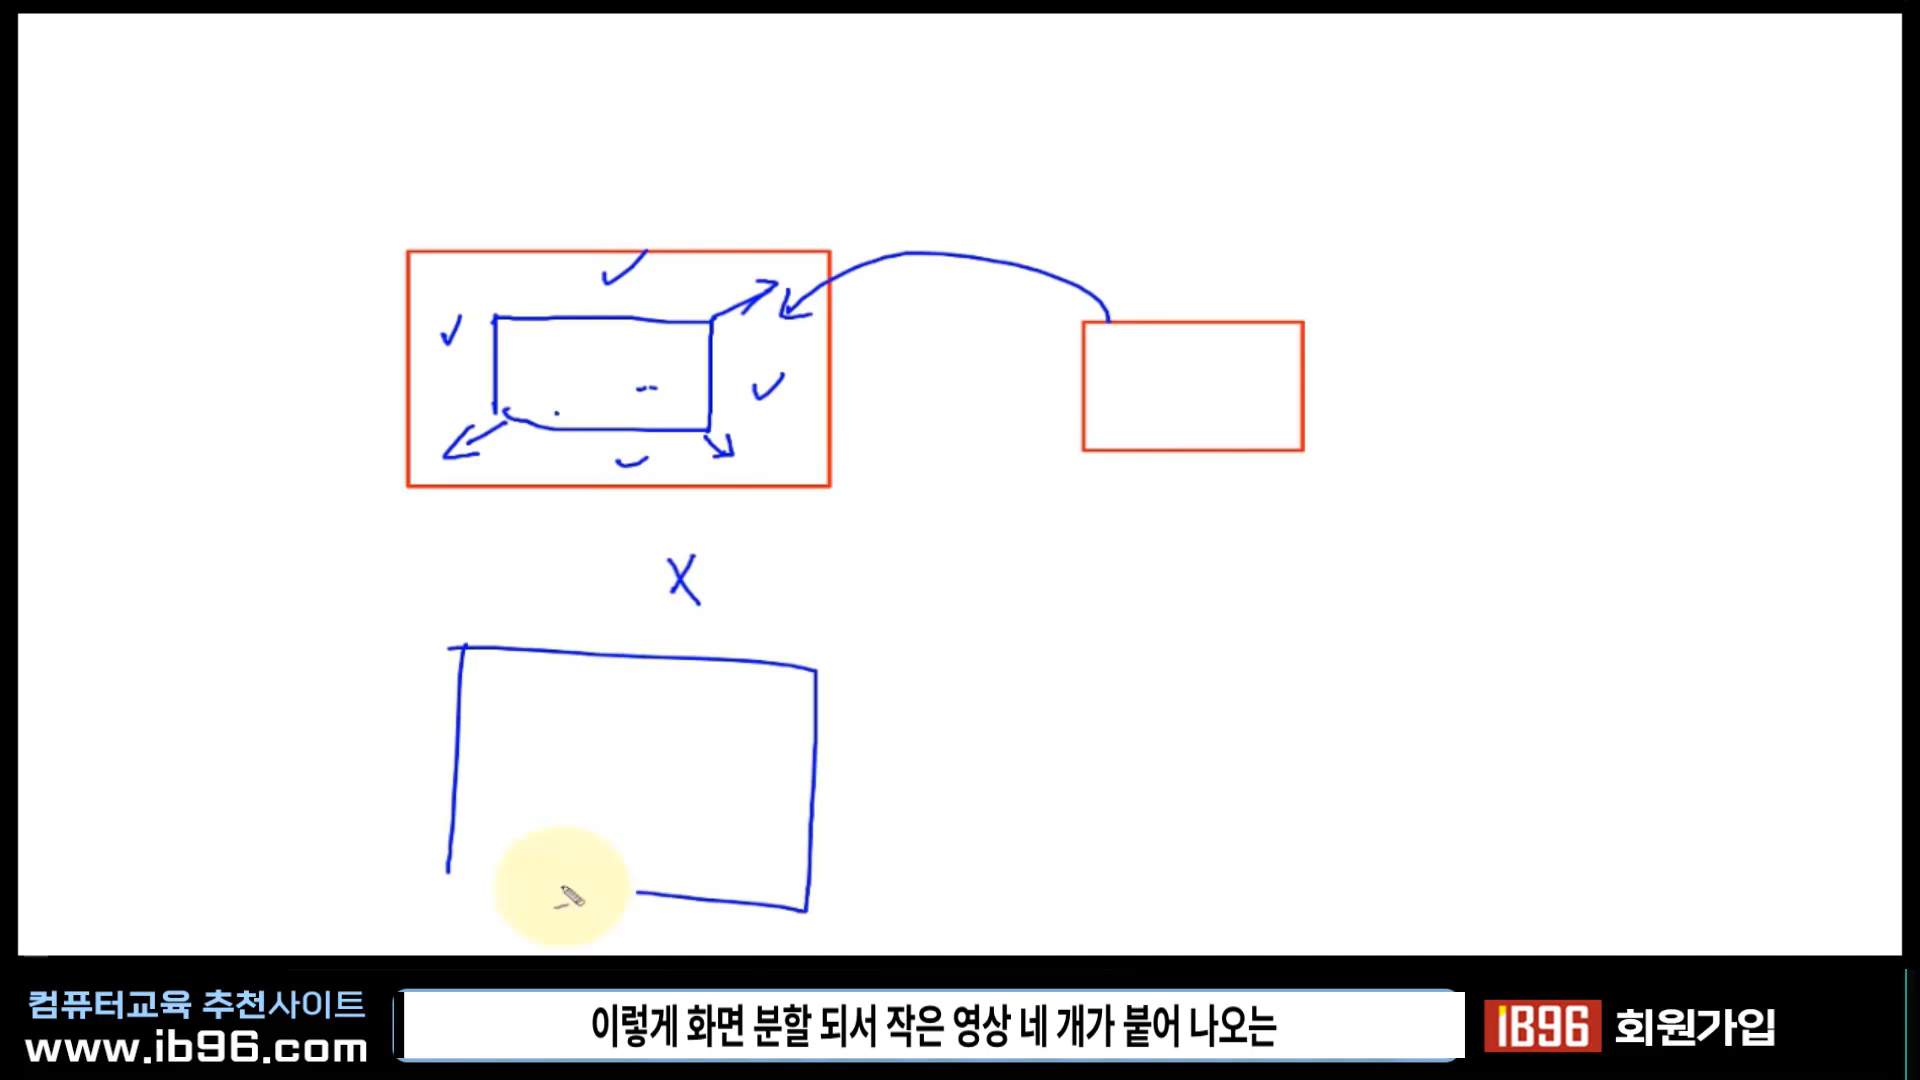 X
컴퓨터교육 추천사이트
www.ib96.com
이렇게 화면 분할 되서 작은 영상 네 개가 붙어 나오는
IB96 회원가입